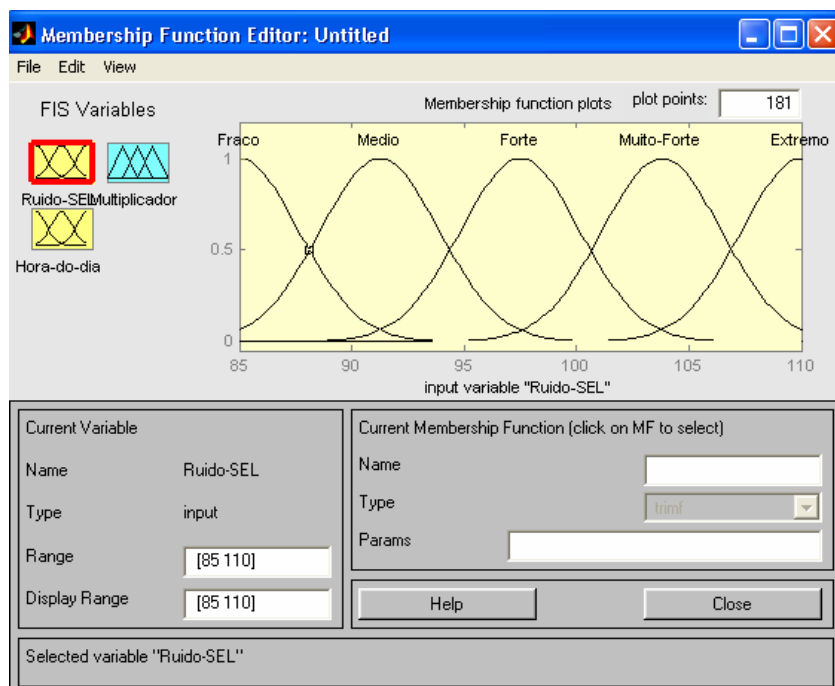 Membership Function Editor: Untitled
File Edit View
FIS Variables
Membership function plots plot points: 181
Fraco Medio Forte Muito-Forte Extremo
Ruido-SEL Multiplicador
Hora-do-dia
1
0.5
0
85 90 95 100 105 110
input variable "Ruido-SEL"
Current Variable
Name Ruido-SEL
Type input
Range [85 110]
Display Range [85 110]
Current Membership Function (click on MF to select)
Name
Type trimf
Params
Help Close
Selected variable "Ruido-SEL"